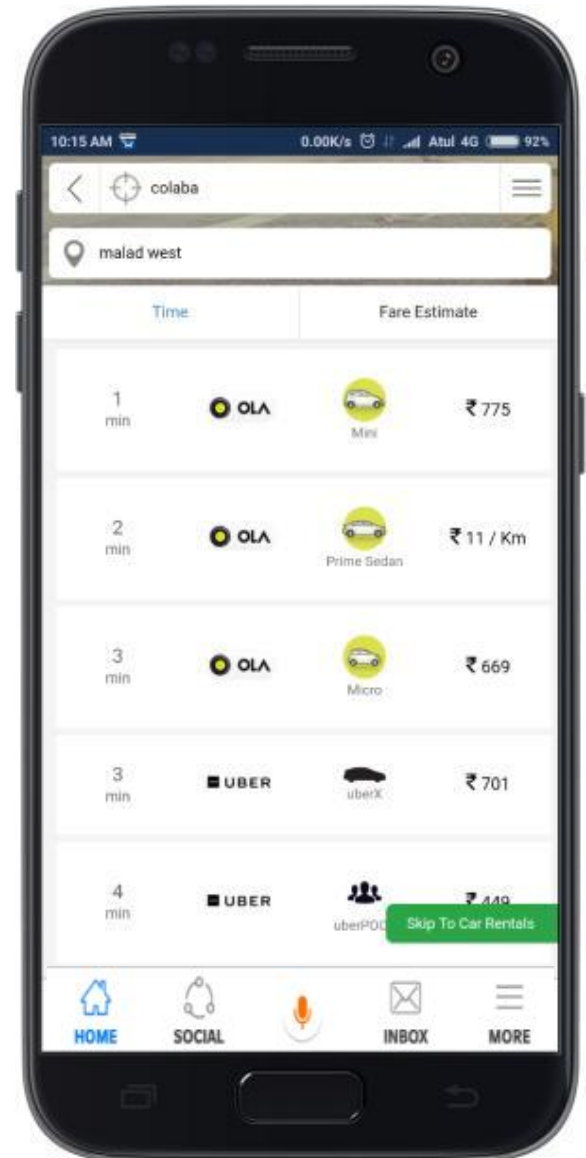 10:15 AM 0.00K/s Atul 4G 92%
colaba
malad west
Time Fare Estimate
1 min OLA Mini ₹ 775
2 min OLA Prime Sedan ₹ 11 / Km
3 min OLA Micro ₹ 669
3 min UBER uberX ₹ 701
4 min UBER ₹ 449
Skip To Car Rentals
HOME SOCIAL INBOX MORE